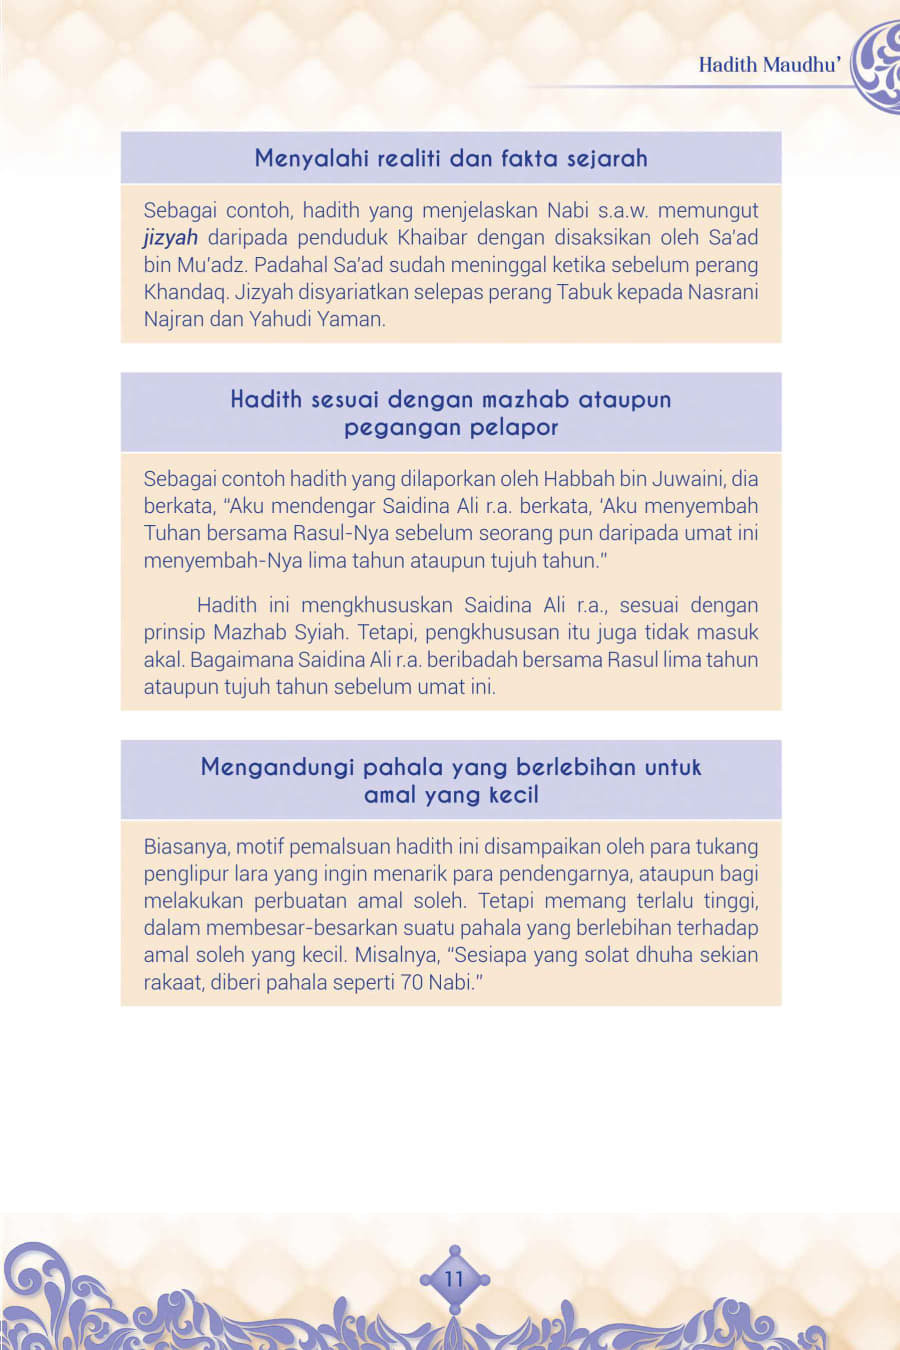 Hadith Maudhu'
Menyalahi realiti dan fakta sejarah
Sebagai contoh, hadith yang menjelaskan Nabi s.a.w. memungut
jizyah daripada penduduk Khaibar dengan disaksikan oleh Sa'ad
bin Mu'adz. Padahal Sa'ad sudah meninggal ketika sebelum perang
Khandaq. Jizyah disyariatkan selepas perang Tabuk kepada Nasrani
Najran dan Yahudi Yaman.
Hadith sesuai dengan mazhab ataupun
pegangan pelapor
Sebagai contoh hadith yang dilaporkan oleh Habbah bin Juwaini, dia
berkata, “Aku mendengar Saidina Ali r.a. berkata, ‘Aku menyembah
Tuhan bersama Rasul-Nya sebelum seorang pun daripada umat ini
menyembah-Nya lima tahun ataupun tujuh tahun.”
Hadith ini mengkhususkan Saidina Ali r.a., sesuai dengan
prinsip Mazhab Syiah. Tetapi, pengkhususan itu juga tidak masuk
akal. Bagaimana Saidina Ali r.a. beribadah bersama Rasul lima tahun
ataupun tujuh tahun sebelum umat ini.
Mengandungi pahala yang berlebihan untuk
amal yang kecil
Biasanya, motif pemalsuan hadith ini disampaikan oleh para tukang
penglipur lara yang ingin menarik para pendengarnya, ataupun bagi
melakukan perbuatan amal soleh. Tetapi memang terlalu tinggi,
dalam membesar-besarkan suatu pahala yang berlebihan terhadap
amal soleh yang kecil. Misalnya, “Sesiapa yang solat dhuha sekian
rakaat, diberi pahala seperti 70 Nabi.”
11